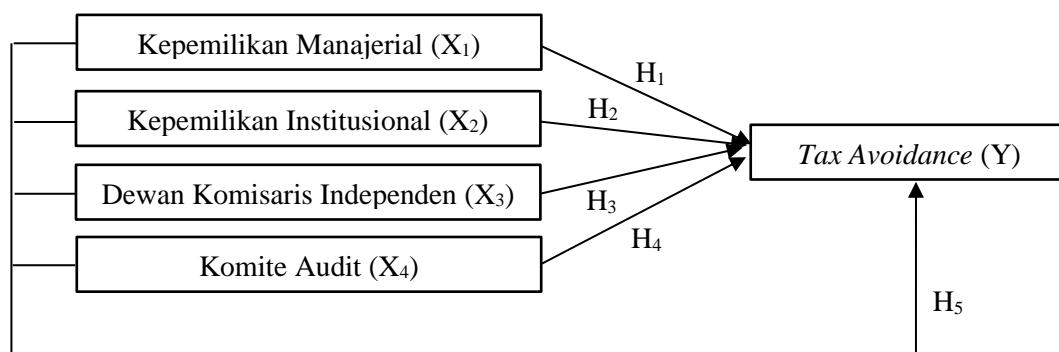 Kepemilikan Manajerial (X₁)
H₁
Kepemilikan Institusional (X₂)
H₂
Tax Avoidance (Y)
Dewan Komisaris Independen (X₃)
H₃
Komite Audit (X₄)
H₄
H₅